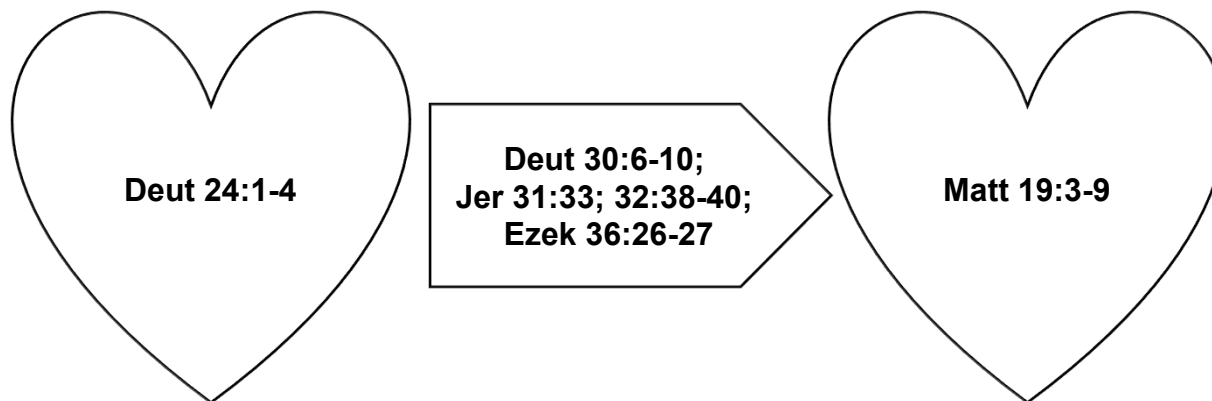 Deut 24:1-4
Deut 30:6-10;
Jer 31:33; 32:38-40;
Ezek 36:26-27
Matt 19:3-9